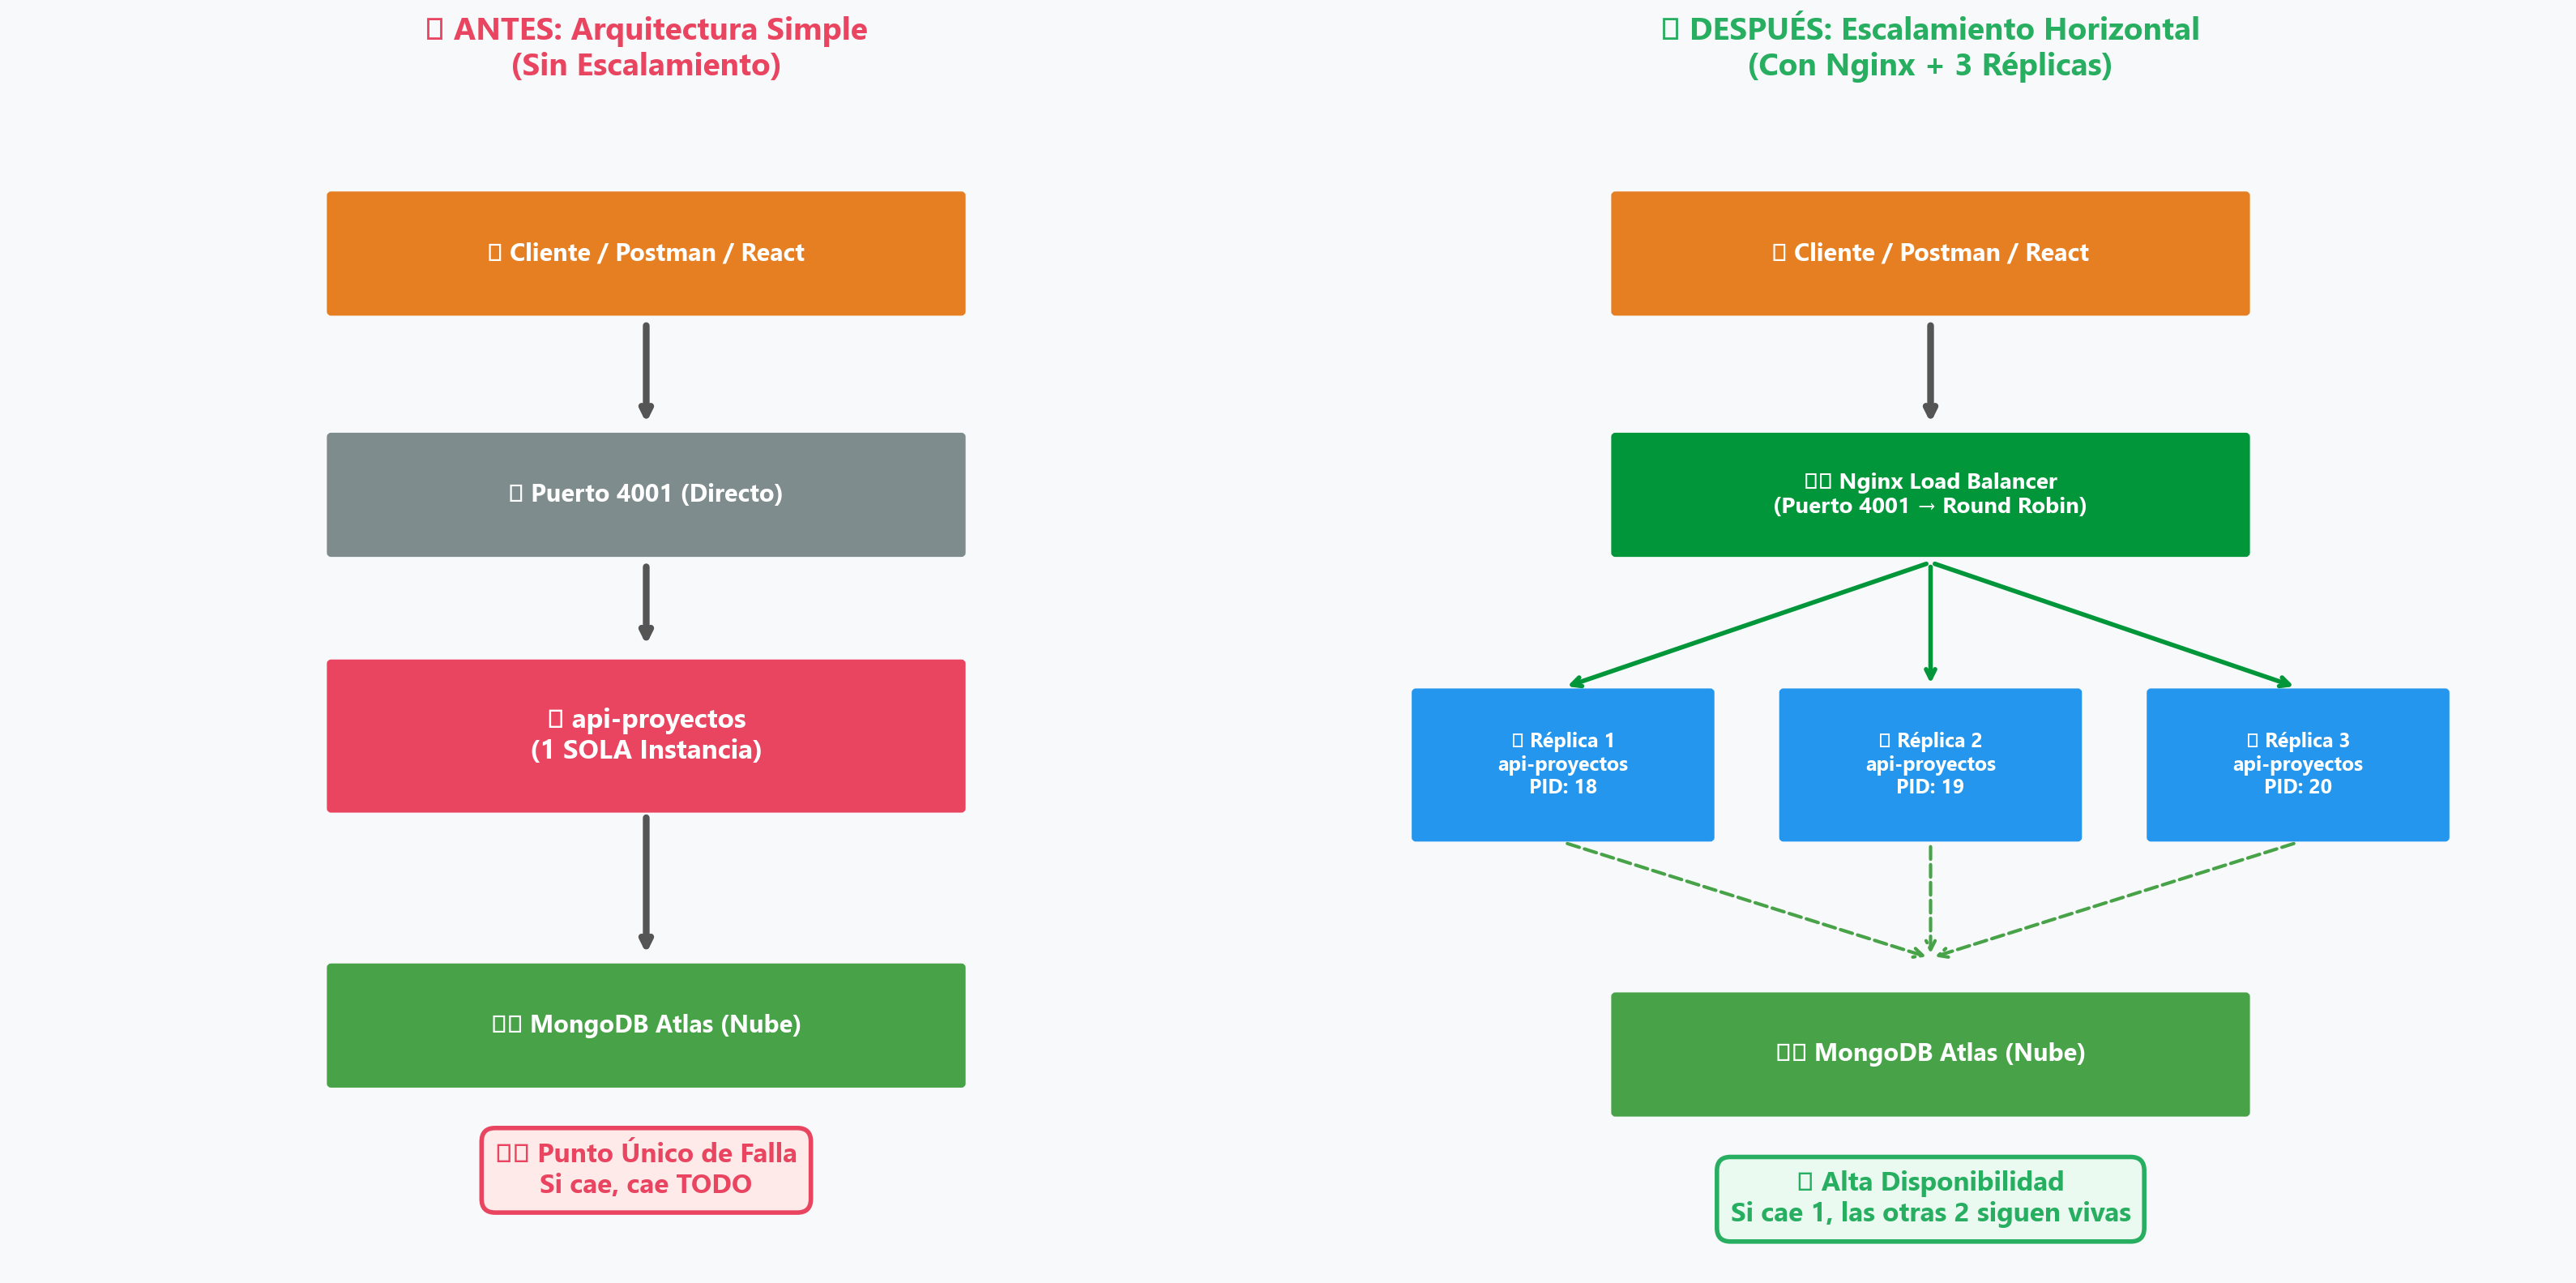 ANTES: Arquitectura Simple
(Sin Escalamiento)
Cliente / Postman / React
Puerto 4001 (Directo)
api-proyectos
(1 SOLA Instancia)
MongoDB Atlas (Nube)
Punto Único de Falla
Si cae, cae TODO
DESPUÉS: Escalamiento Horizontal
(Con Nginx + 3 Réplicas)
Cliente / Postman / React
Nginx Load Balancer
(Puerto 4001 → Round Robin)
Réplica 1
api-proyectos
PID: 18
Réplica 2
api-proyectos
PID: 19
Réplica 3
api-proyectos
PID: 20
MongoDB Atlas (Nube)
Alta Disponibilidad
Si cae 1, las otras 2 siguen vivas